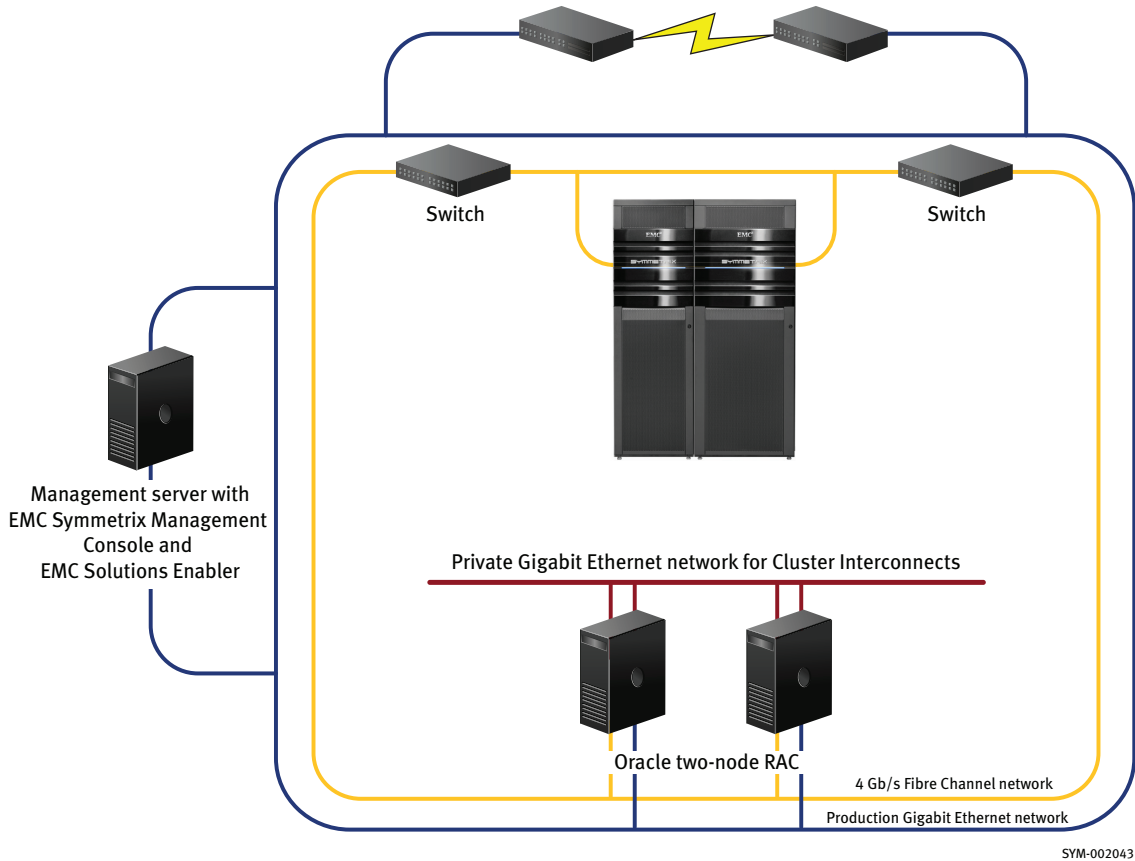 Switch
Switch
EMC
EMC
SYMMETRIX
SYMMETRIX
Management server with
EMC Symmetrix Management
Console and
EMC Solutions Enabler
Private Gigabit Ethernet network for Cluster Interconnects
Oracle two-node RAC
4 Gb/s Fibre Channel network
Production Gigabit Ethernet network
SYM-002043